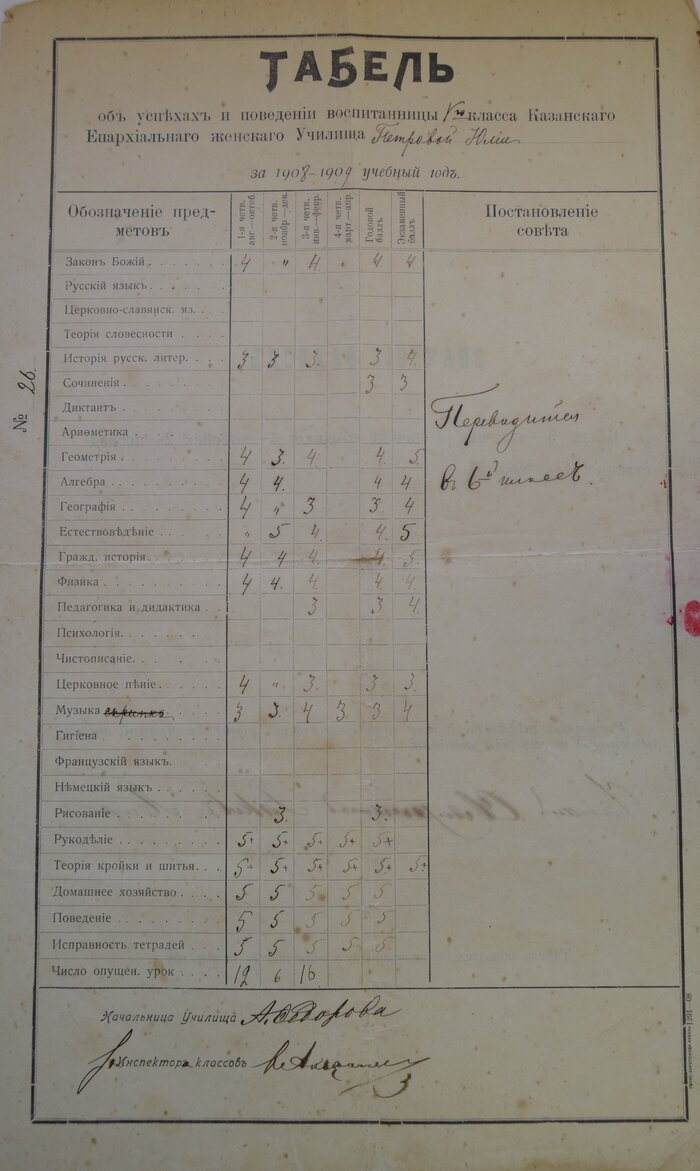 ТАБЕЛЬ
объ успѣхахъ и поведеніи воспитанницы V го класса Казанскаго
Епархіальнаго женскаго Училища Петровой Юліи
за 1908-1909 учебный годъ.
Обозначеніе пред-
метовъ
1-я четв.
авг.—октоб.
2-я четв.
ноябр.—дек.
3-я четв.
янв.—февр.
4-я четв.
март.—апр.
Годовой
баллъ
Экзаменный
баллъ
Постановленіе
совѣта
Законъ Божій 4 " 4 4 4
Русскій языкъ
Церковно-славянск. яз.
Теорія словесности
Исторія русск. литер. 3 3 3 3 4
Сочиненія 3 3
Диктантъ
Ариѳметика
Геометрія 4 3 4 4 5
Алгебра 4 4 4 4
Географія 4 " 3 3 4
Естествовѣдѣніе " 5 4 4 5
Гражд. исторія 4 4 4 4 5
Физика 4 4 4 4 4
Педагогика и дидактика 3 3 4
Психологія
Чистописаніе
Церковное пѣніе 4 " 3 3 3
Музыка 3 3 4 3 3 4
Гигіена
Французскій языкъ
Нѣмецкій языкъ
Рисованіе 3 3
Рукодѣліе 5+ 5+ 5+ 5+ 5+
Теорія кройки и шитья 5+ 5+ 5+ 5+ 5+ 5+
Домашнее хозяйство 5 5 5 5 5
Поведеніе 5 5 5 5 5
Исправность тетрадей 5 5 5 5 5
Число опущен. урок 12 6 16
Переводится
въ 6й классъ.
№ 26
Начальница Училища А. Ѳедорова
Инспекторъ классовъ
1291—08